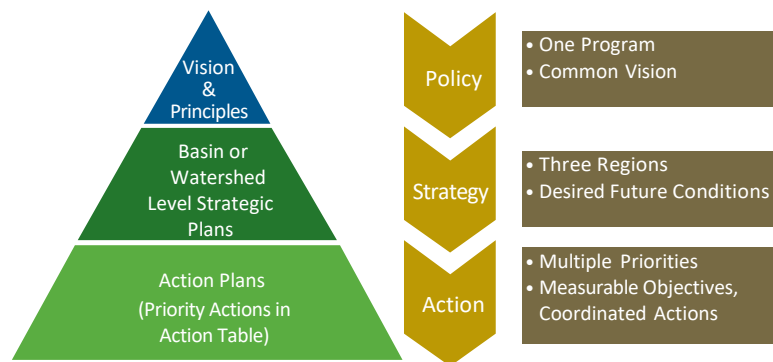 Vision
&
Principles
Policy
• One Program
• Common Vision
Basin or
Watershed
Level Strategic
Plans
Strategy
• Three Regions
• Desired Future Conditions
Action Plans
(Priority Actions in
Action Table)
Action
• Multiple Priorities
• Measurable Objectives,
Coordinated Actions